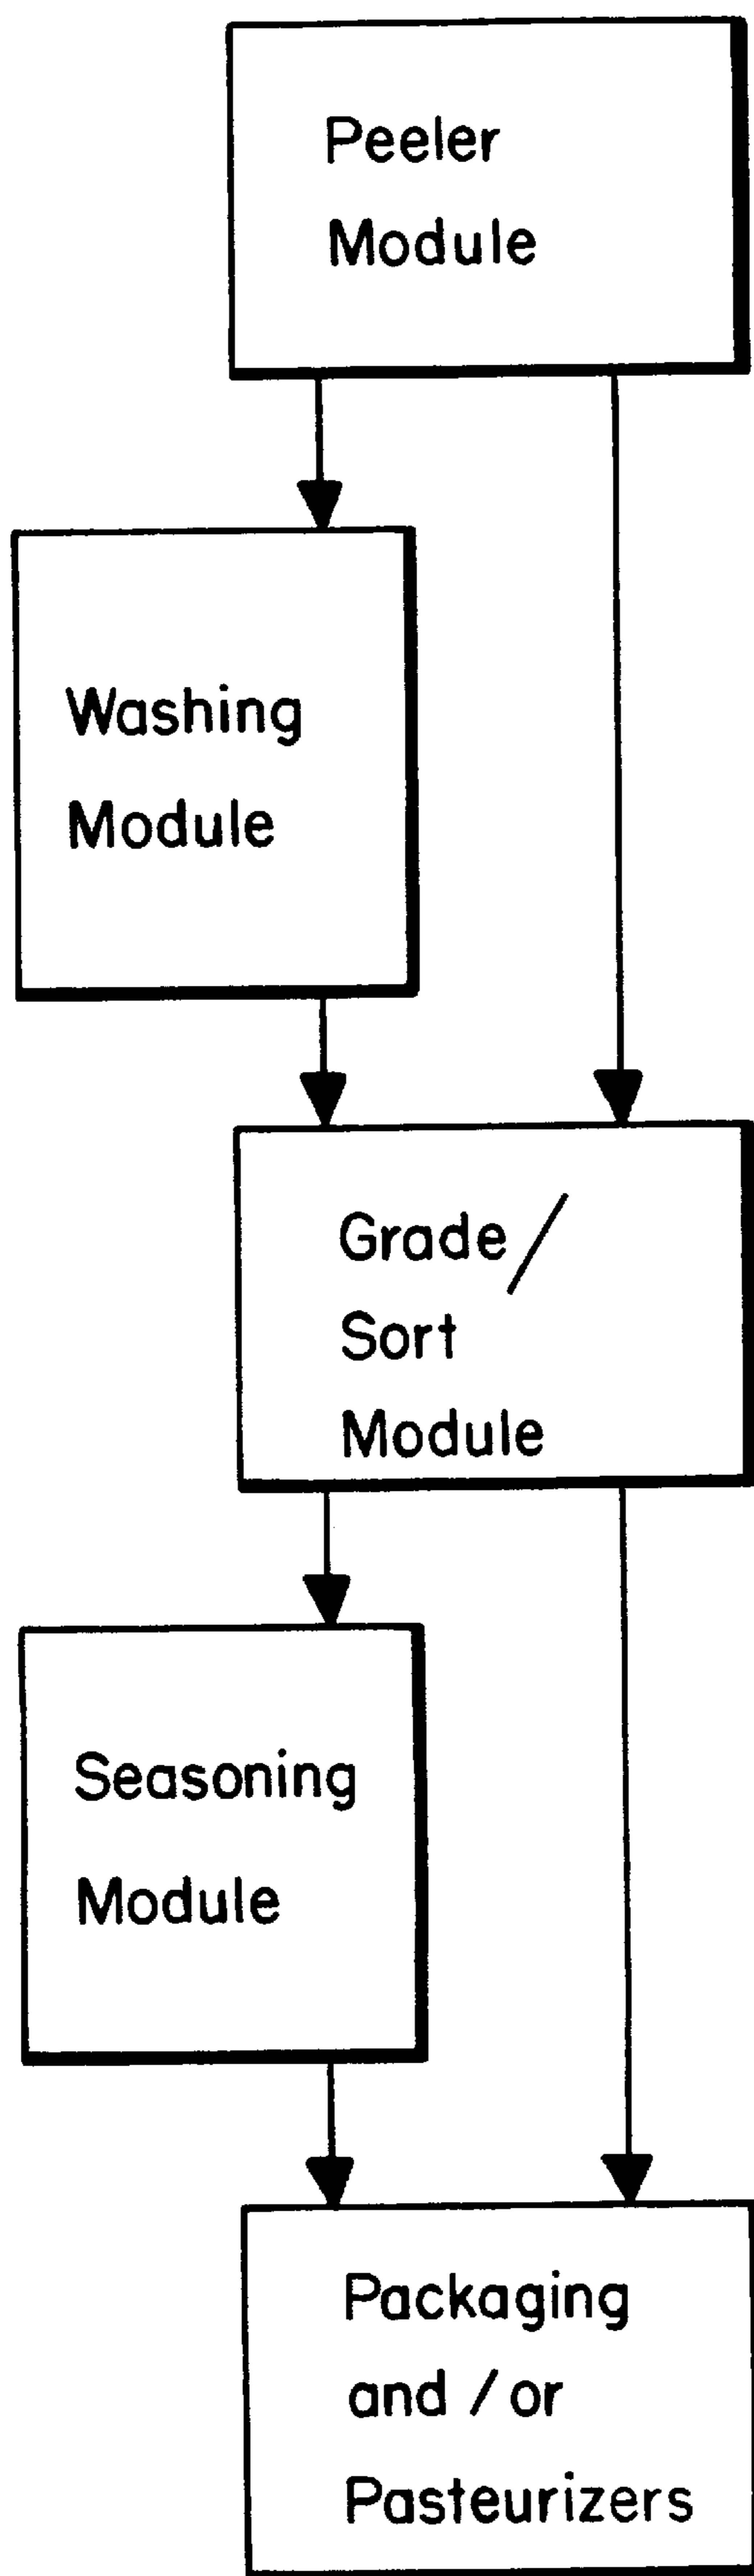 Peeler
Module
Washing
Module
Grade/
Sort
Module
Seasoning
Module
Packaging
and / or
Pasteurizers